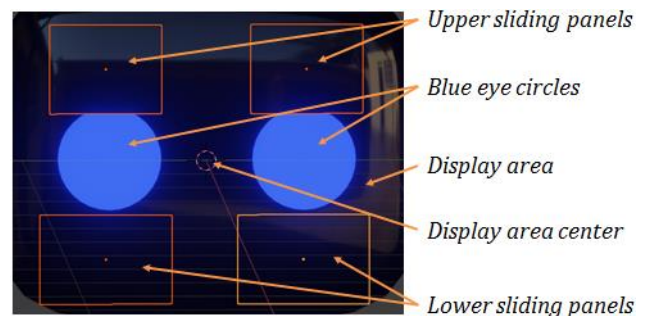 Upper sliding panels
Blue eye circles
Display area
Display area center
Lower sliding panels